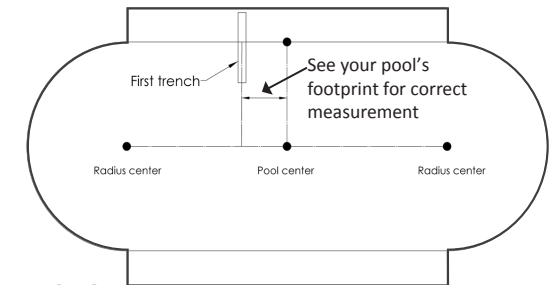 First trench
See your pool's
footprint for correct
measurement
Radius center
Pool center
Radius center